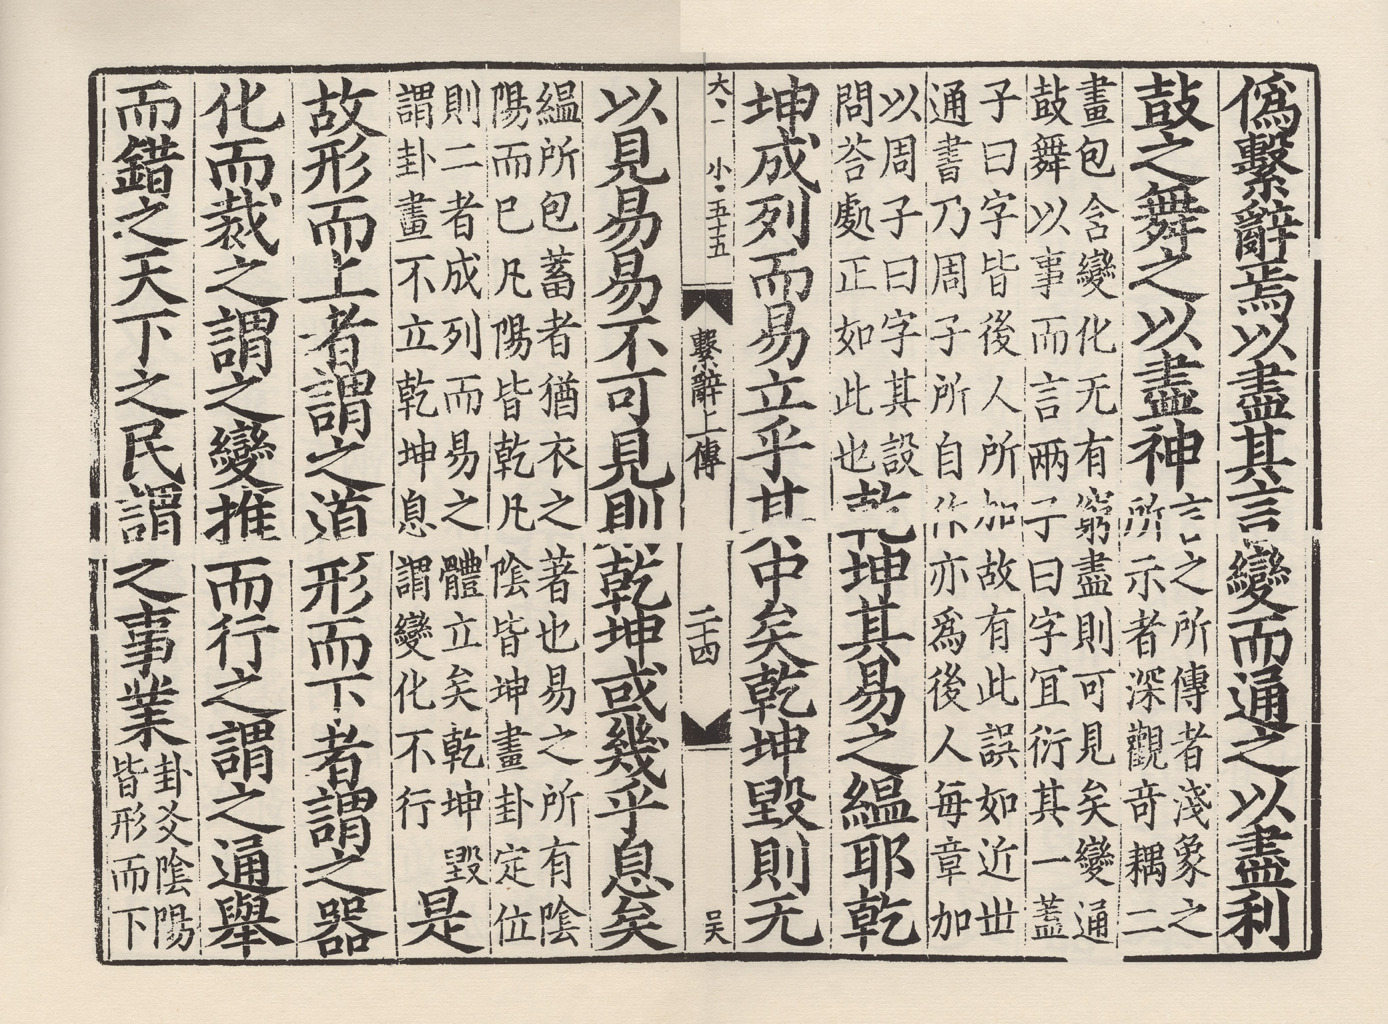 僞繫辭焉以盡其言變而通之以盡利
鼓之舞之以盡神
言之所傳者淺象之
所示者深觀奇耦二
畫包含變化无有窮盡則可見矣變通
鼓舞以事而言兩子曰字宜衍其一蓋
子曰字皆後人所加故有此誤如近丗
通書乃周子所自作亦爲後人毎章加
以周子曰字其設
問荅處正如此也
乾坤其易之緼耶乾
坤成列而易立乎其中矣乾坤毀則无
大一 小五十五
繫辭上傳
二十四
吴
以見易易不可見則乾坤或幾乎息矣
緼所包蓄者猶衣之著也易之所有陰
陽而已凡陽皆乾凡陰皆坤畫卦定位
則二者成列而易之體立矣乾坤毀
謂卦畫不立乾坤息謂變化不行
是
故形而上者謂之道形而下者謂之器
化而裁之謂之變推而行之謂之通舉
而錯之天下之民謂之事業
卦爻陰陽
皆形而下